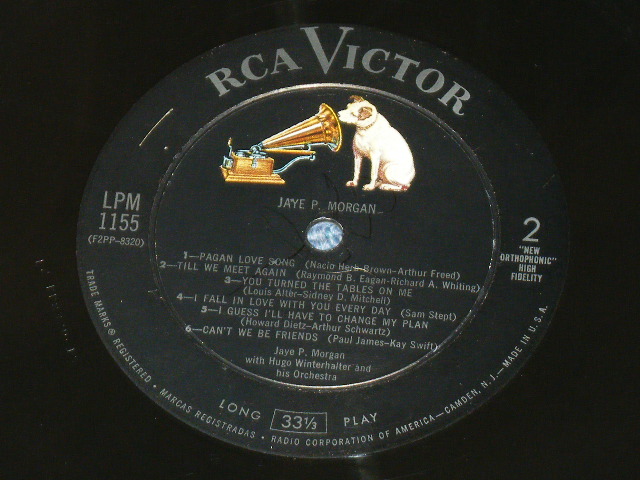 RCA VICTOR
JAYE P. MORGAN
LPM
1155
(F2PP-8320)
2
"NEW
ORTHOPHONIC"
HIGH
FIDELITY
1—PAGAN LOVE SONG (Nacio Herb Brown-Arthur Freed)
2—TILL WE MEET AGAIN (Raymond B. Eagan-Richard A. Whiting)
3—YOU TURNED THE TABLES ON ME
(Louis Alter-Sidney D. Mitchell)
4—I FALL IN LOVE WITH YOU EVERY DAY (Sam Stept)
5—I GUESS I'LL HAVE TO CHANGE MY PLAN
(Howard Dietz-Arthur Schwartz)
6—CAN'T WE BE FRIENDS (Paul James-Kay Swift)
Jaye P. Morgan
with Hugo Winterhalter and
his Orchestra
LONG 33⅓ PLAY
TRADE MARKS ® REGISTERED • MARCAS REGISTRADAS • RADIO CORPORATION OF AMERICA—CAMDEN, N.J.—MADE IN U.S.A.